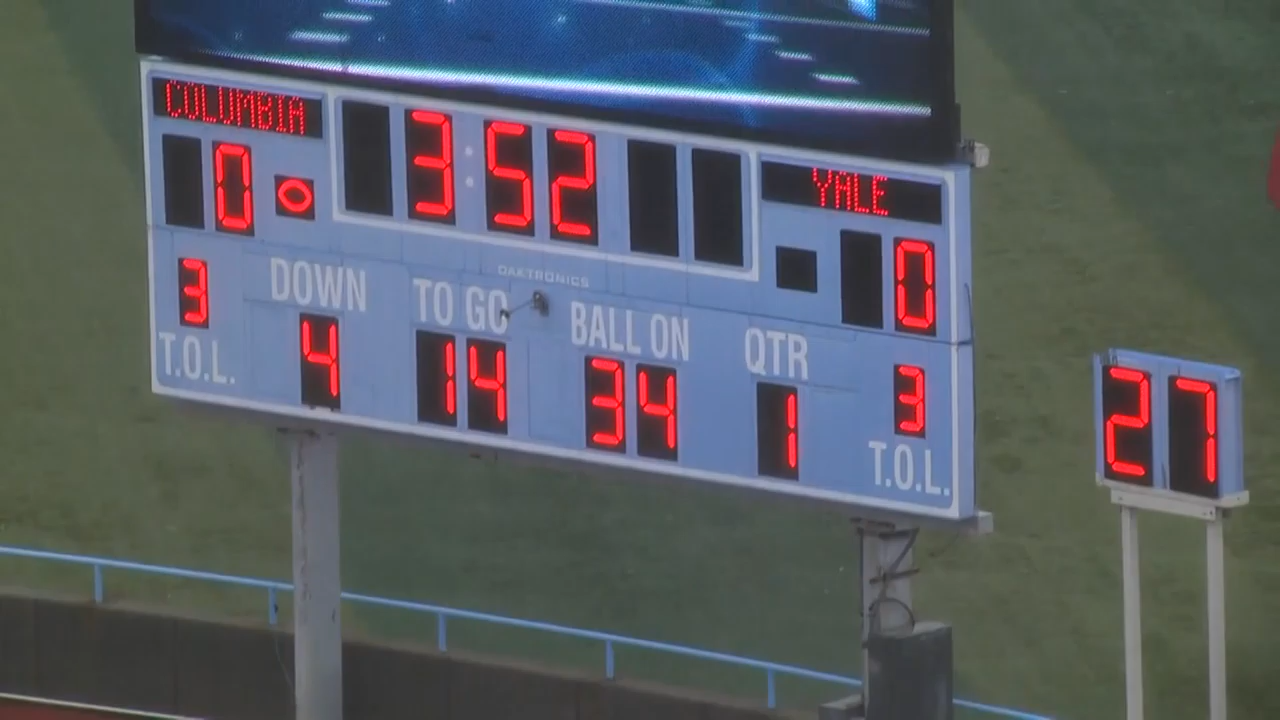 COLUMBIA
3:52
YALE
0
0
DAKTRONICS
3
DOWN
TO GO
BALL ON
QTR
3
T.O.L.
4
14
34
1
T.O.L.
27